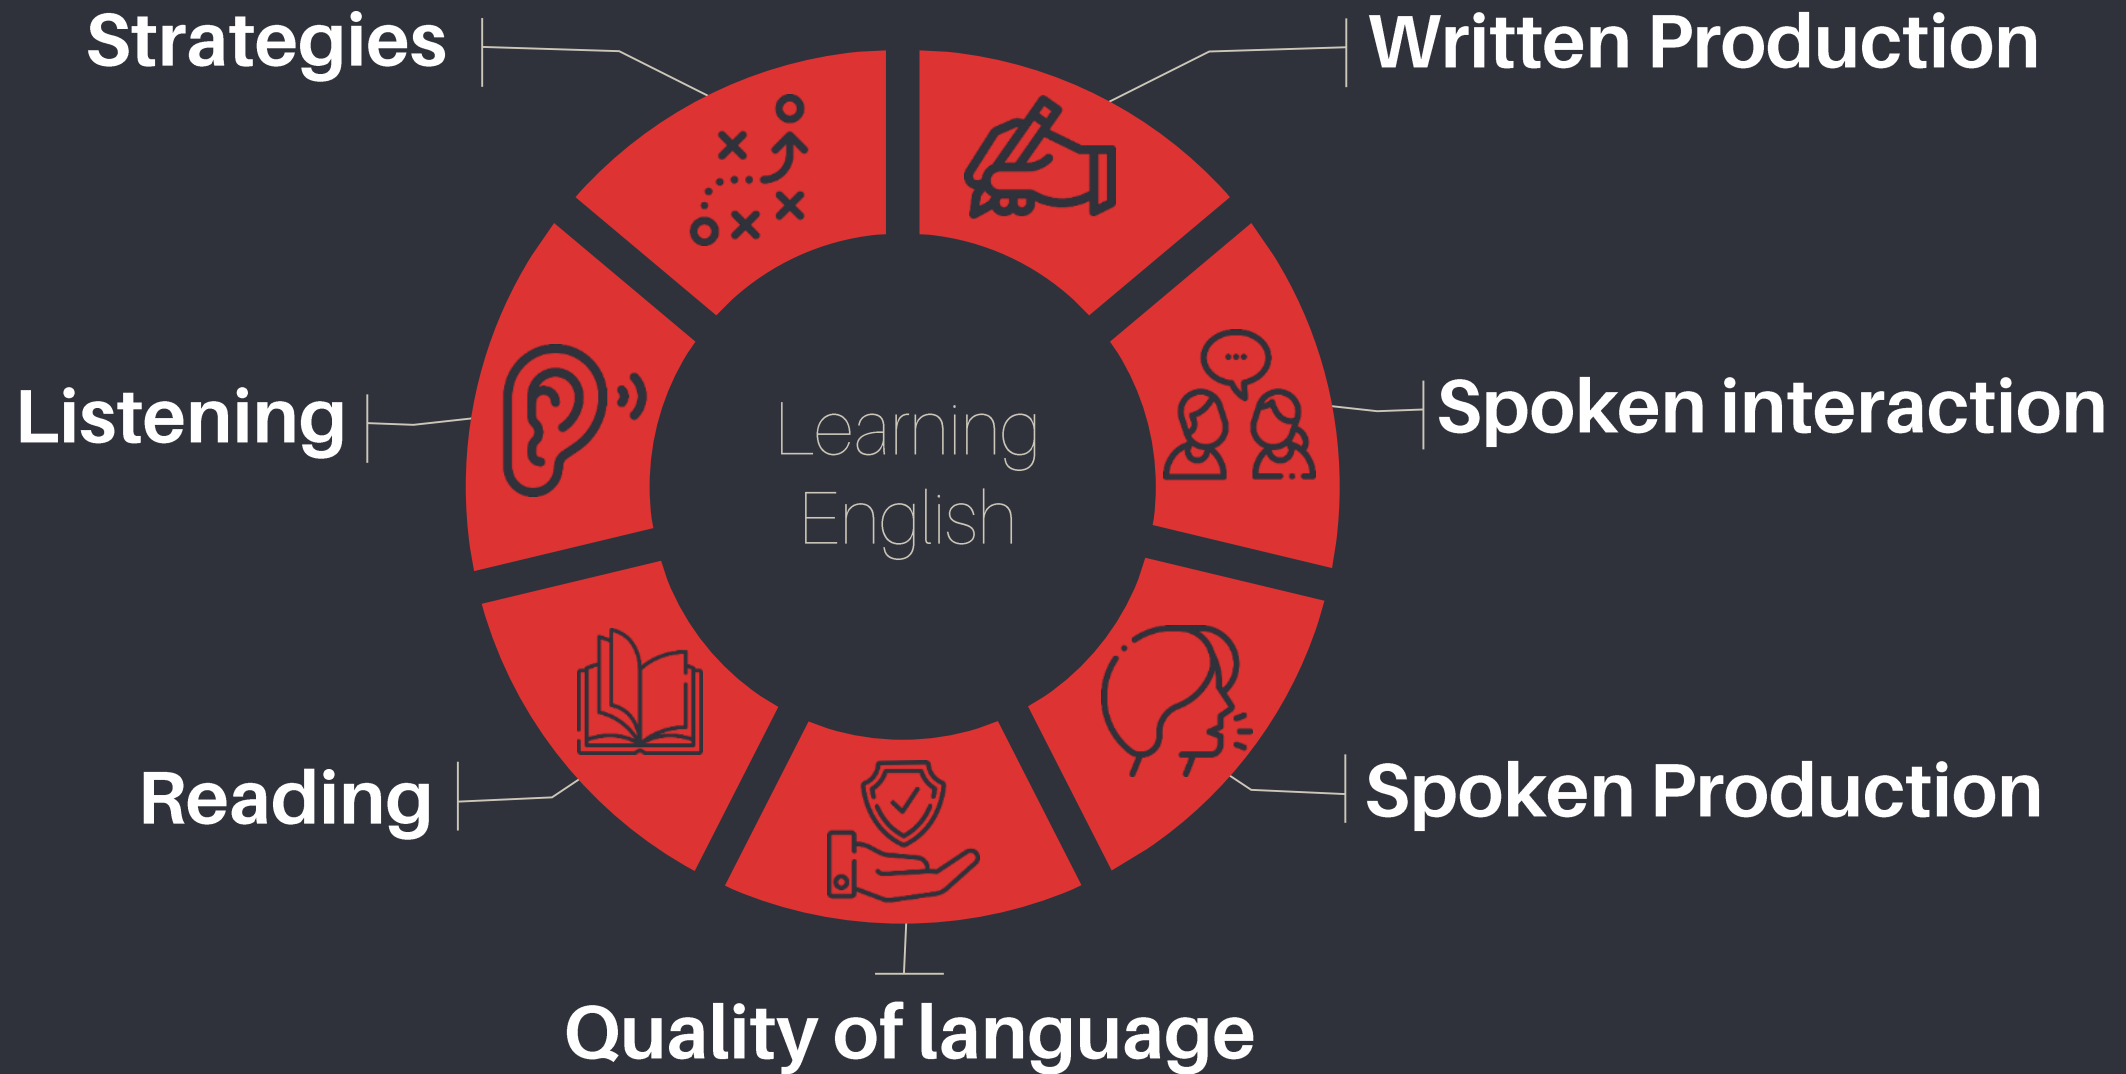 Strategies
Written Production
Listening
Spoken interaction
Learning
English
Reading
Spoken Production
Quality of language